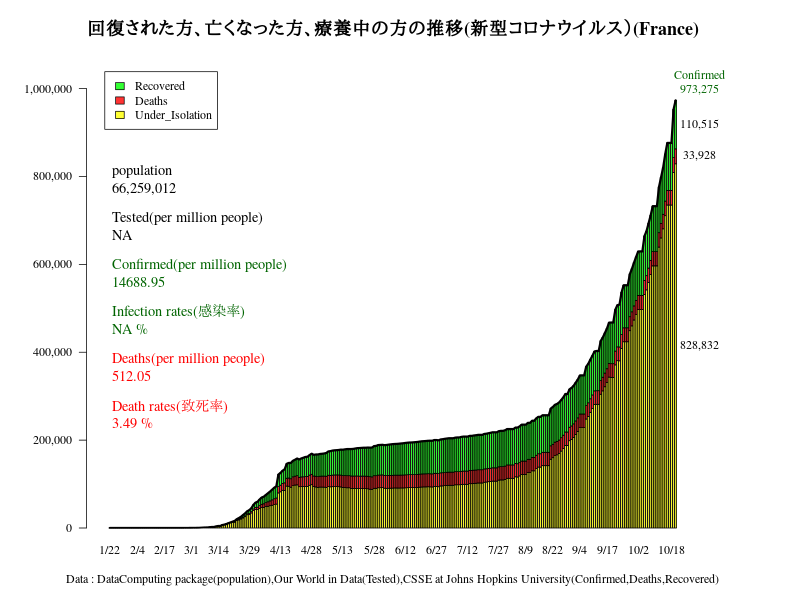 回復された方、亡くなった方、療養中の方の推移(新型コロナウイルス）(France)
Confirmed
973,275
1,000,000
Recovered
Deaths
Under_Isolation
110,515
33,928
population
66,259,012
800,000
Tested(per million people)
NA
Confirmed(per million people)
14688.95
600,000
Infection rates(感染率)
NA %
828,832
400,000
Deaths(per million people)
512.05
Death rates(致死率)
3.49 %
200,000
0
1/22 2/4 2/17 3/1 3/14 3/29 4/13 4/28 5/13 5/28 6/12 6/27 7/12 7/27 8/9 8/22 9/4 9/17 10/2 10/18
Data : DataComputing package(population),Our World in Data(Tested),CSSE at Johns Hopkins University(Confirmed,Deaths,Recovered)